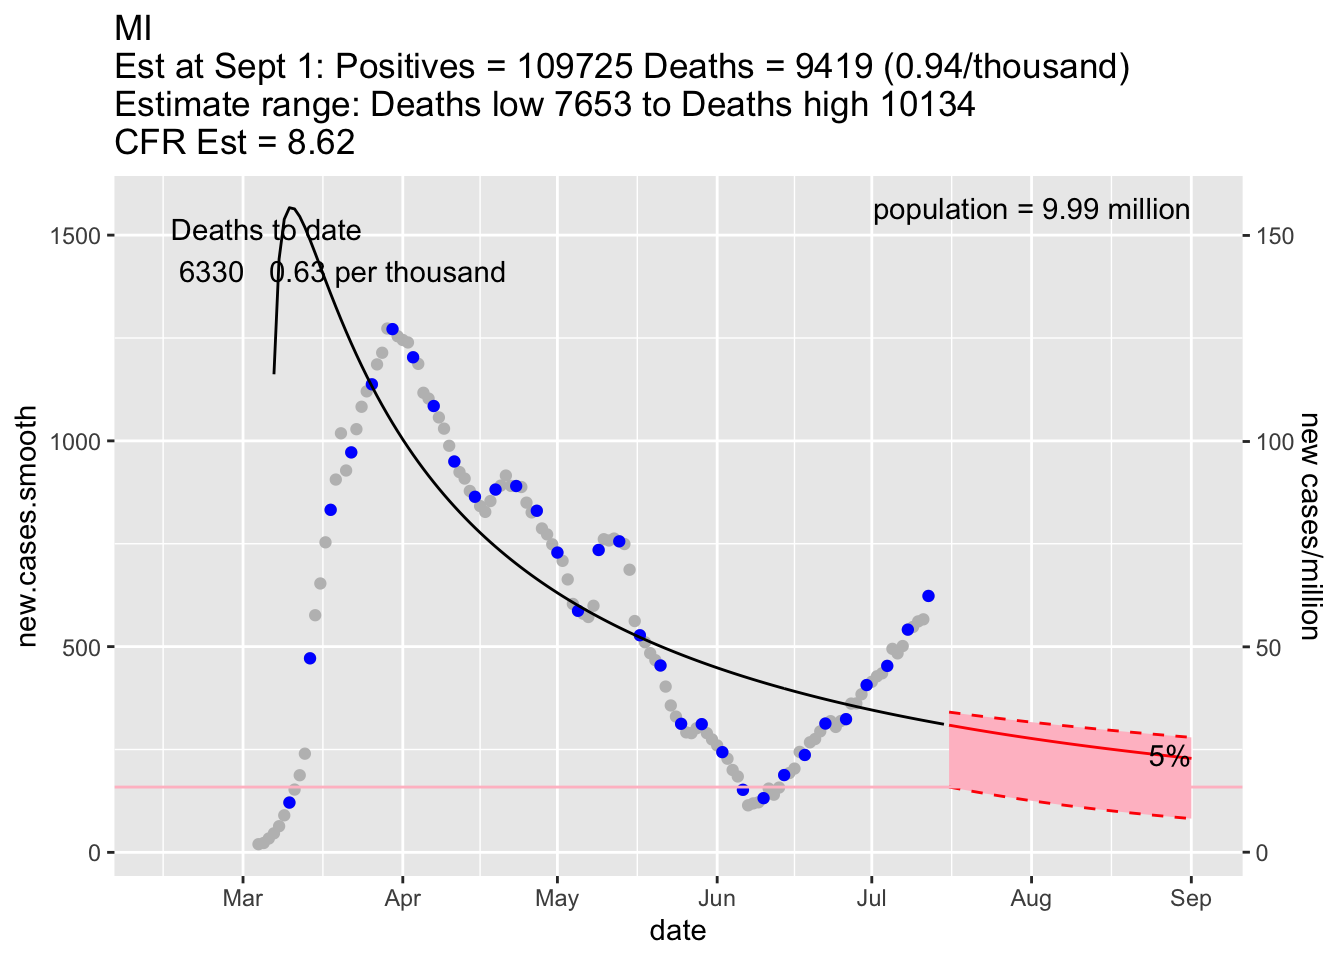 MI
Est at Sept 1: Positives = 109725 Deaths = 9419 (0.94/thousand)
Estimate range: Deaths low 7653 to Deaths high 10134
CFR Est = 8.62
population = 9.99 million
Deaths to date
6330 0.63 per thousand
1500
1000
500
0
new.cases.smooth
150
100
50
0
new cases/million
5%
Mar Apr May Jun Jul Aug Sep
date